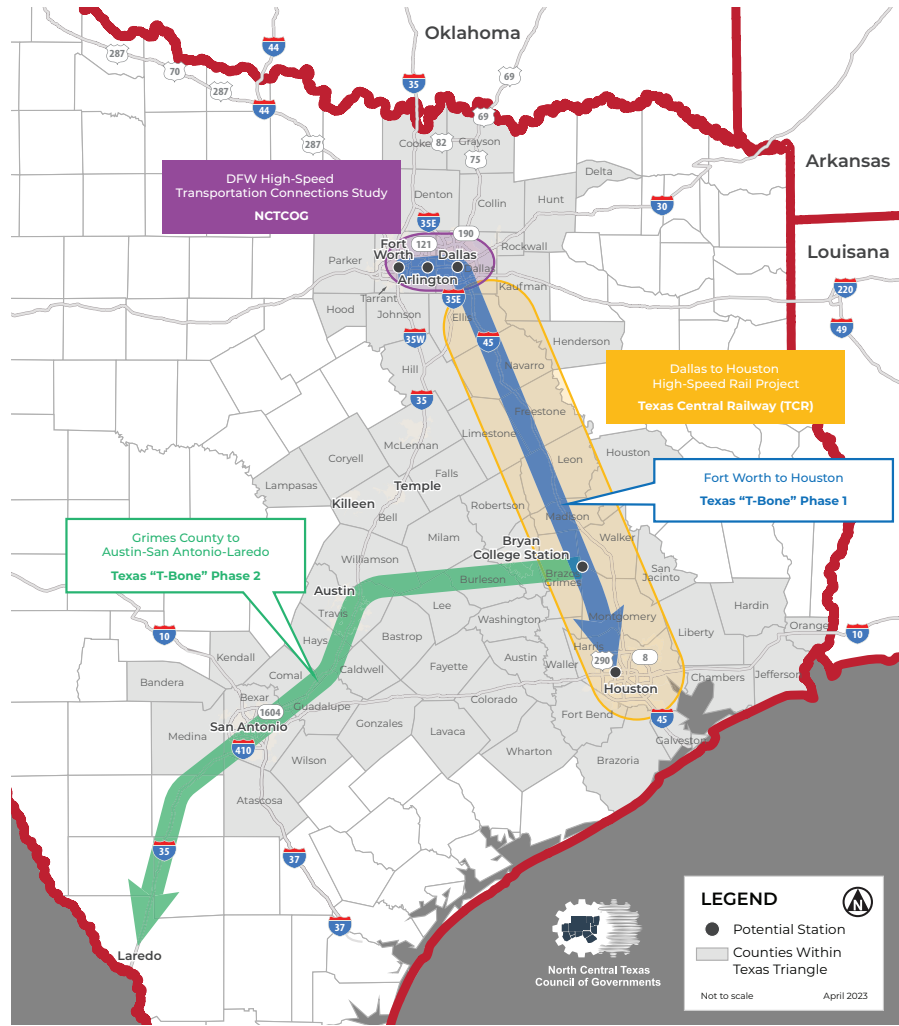 Oklahoma
Arkansas
Louisana
287
70
287
44
44
287
35
69
69
82
75
Cooke
Grayson
Delta
30
DFW High-Speed
Transportation Connections Study
NCTCOG
Denton
Collin
Hunt
35E
190
121
Rockwall
Fort
Worth
Dallas
Arlington
Dallas
Parker
Kaufman
Tarrant
35E
Hood
Johnson
Ellis
220
49
35W
45
Henderson
Hill
Navarro
35
Dallas to Houston
High-Speed Rail Project
Texas Central Railway (TCR)
Freestone
Limestone
McLennan
Houston
Coryell
Leon
Falls
Lampasas
Temple
Killeen
Bell
Robertson
Fort Worth to Houston
Texas “T-Bone” Phase 1
Madison
Walker
Milam
Bryan
College Station
Grimes County to
Austin-San Antonio-Laredo
Texas “T-Bone” Phase 2
Williamson
Burleson
Brazo
Grimes
San
Jacinto
Austin
Travis
Lee
Washington
Montgomery
Hardin
Hays
Bastrop
Liberty
Orange
10
10
Kendall
Comal
Caldwell
Fayette
Austin
Waller
Harri
290
8
Bandera
Chambers
Jefferson
Houston
Bexar
Guadalupe
Colorado
1604
San Antonio
Gonzales
Fort Bend
45
Medina
410
Lavaca
Galveston
Wilson
Wharton
Brazoria
Atascosa
35
37
37
Laredo
North Central Texas
Council of Governments
LEGEND
N
Potential Station
Counties Within
Texas Triangle
Not to scale
April 2023